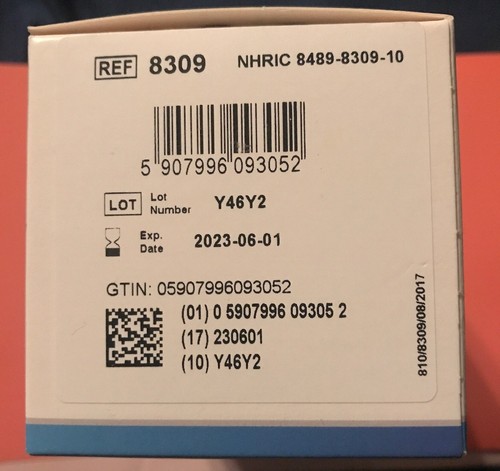 REF 8309 NHRIC 8489-8309-10
5 907996 093052
LOT Lot Number Y46Y2
Exp. Date 2023-06-01
GTIN: 05907996093052
(01) 0 5907996 09305 2
(17) 230601
(10) Y46Y2
810/8309/08/2017